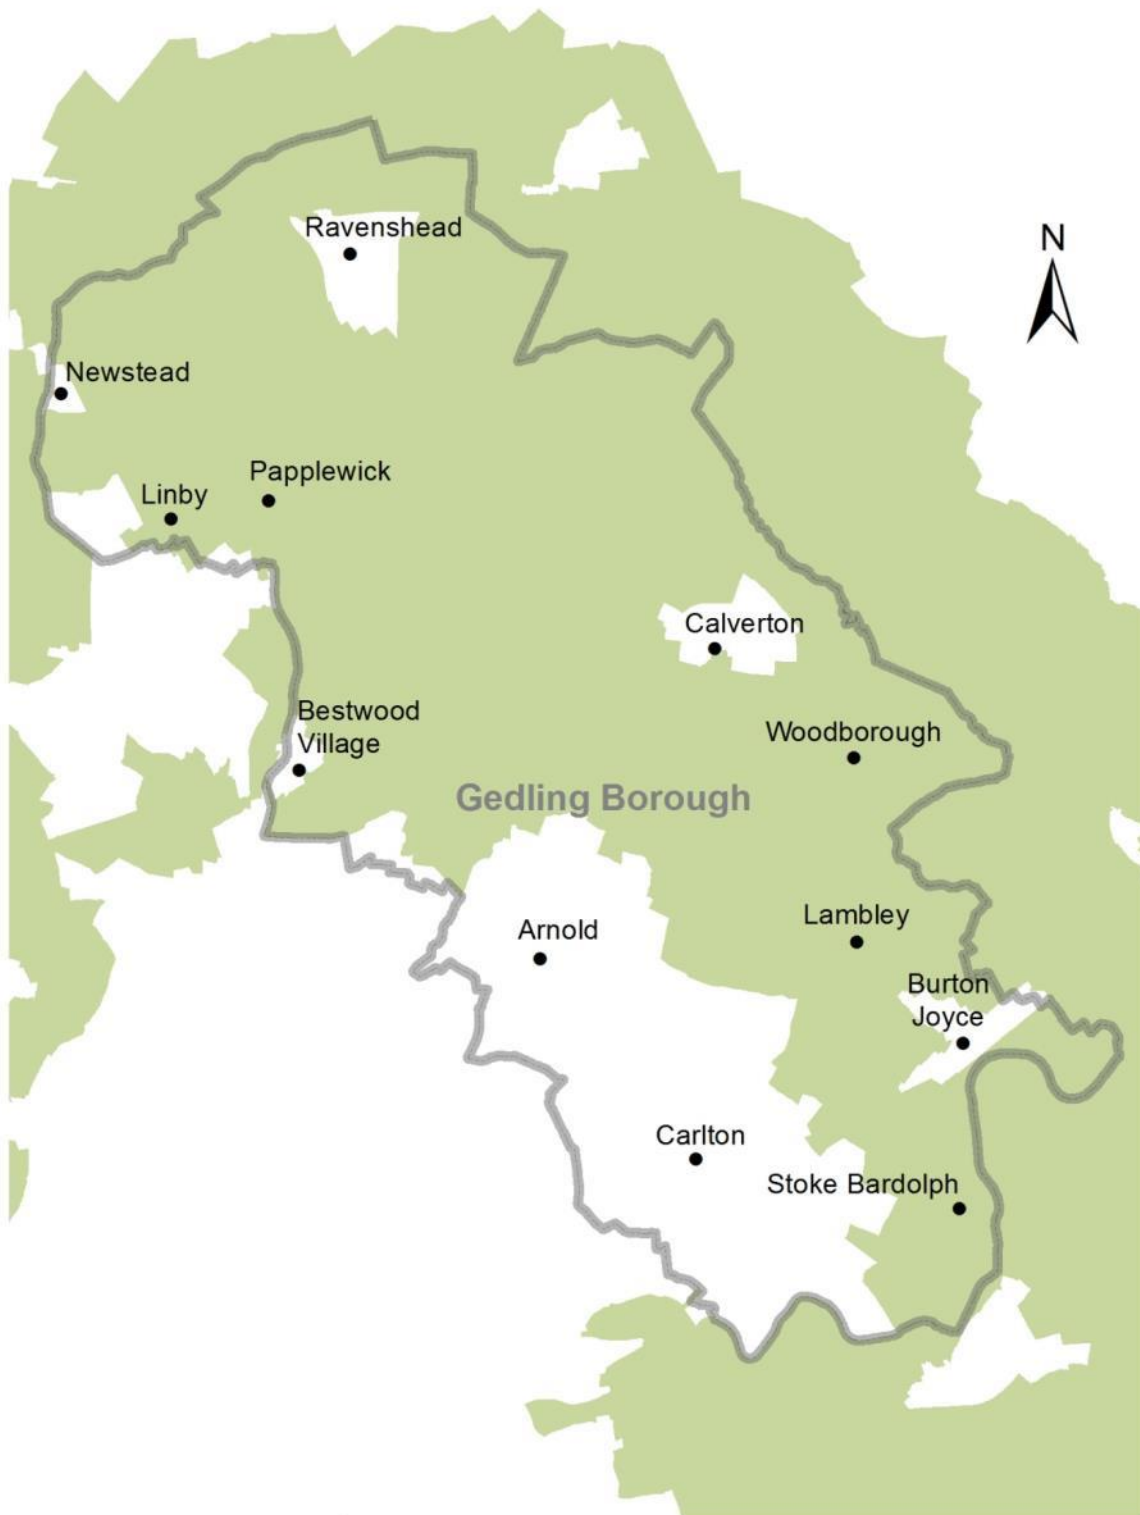 Ravenshead
N
Newstead
Papplewick
Linby
Calverton
Bestwood
Village
Woodborough
Gedling Borough
Lambley
Arnold
Burton
Joyce
Carlton
Stoke Bardolph